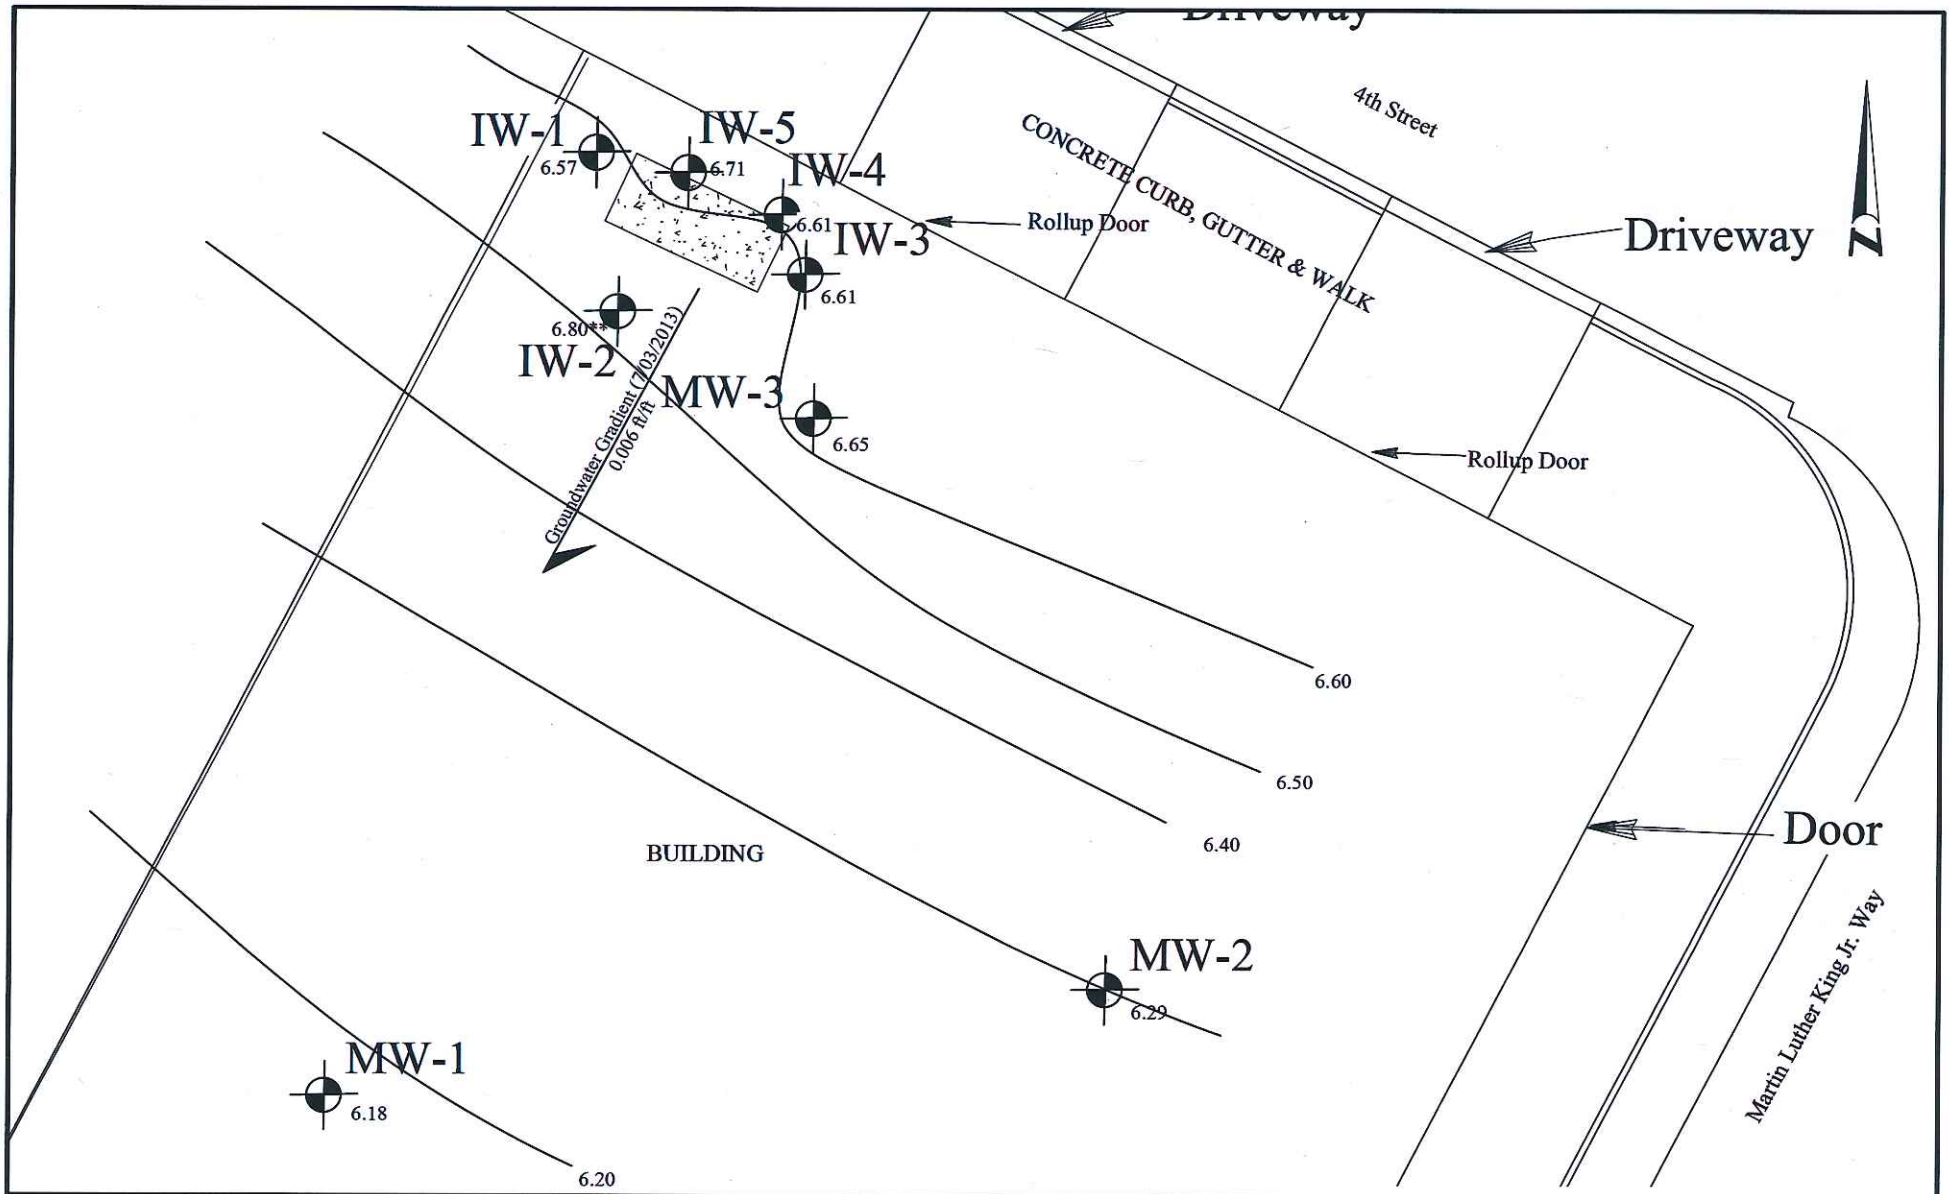 Driveway
4th Street
CONCRETE CURB, GUTTER & WALK
IW-1
6.57
IW-5
6.71
IW-4
6.61
IW-3
6.61
Rollup Door
Driveway
N
6.80**
IW-2
MW-3
6.65
Groundwater Gradient (7/03/2013)
0.006 ft/ft
Rollup Door
6.60
6.50
6.40
Door
BUILDING
MW-2
6.29
Martin Luther King Jr. Way
MW-1
6.18
6.20